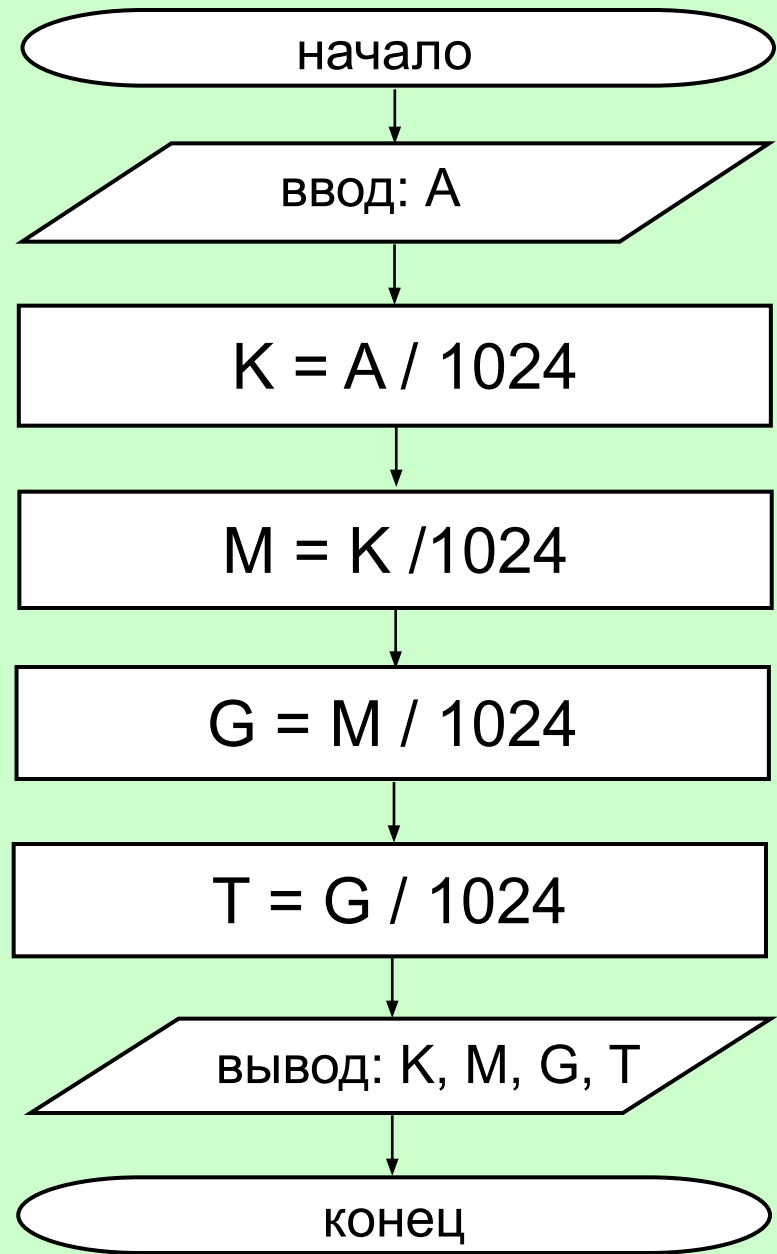 начало
ввод: A
K = A / 1024
M = K /1024
G = M / 1024
T = G / 1024
вывод: K, M, G, T
конец